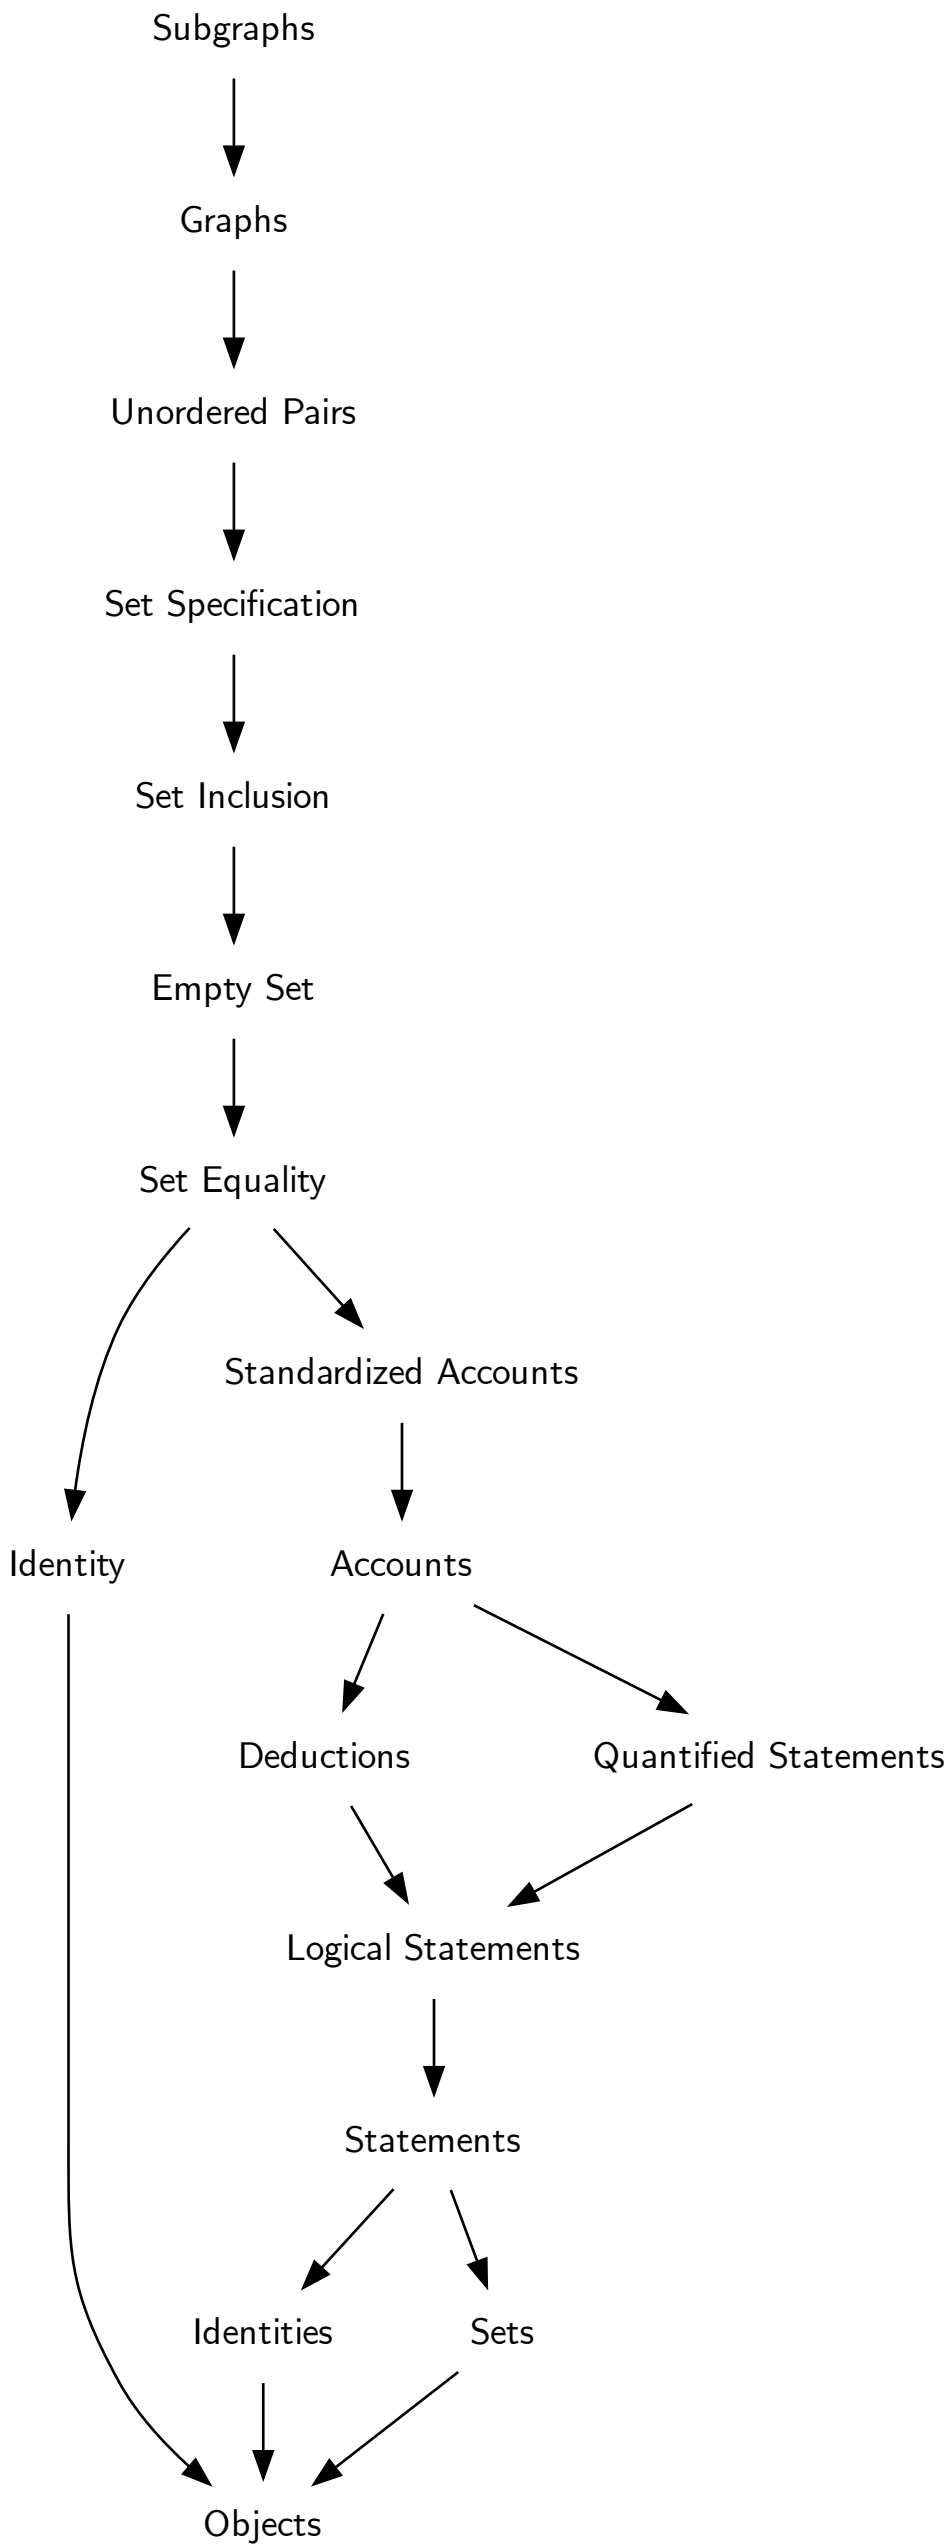 Subgraphs
Graphs
Unordered Pairs
Set Specification
Set Inclusion
Empty Set
Set Equality
Standardized Accounts
Identity
Accounts
Deductions
Quantified Statements
Logical Statements
Statements
Identities
Sets
Objects